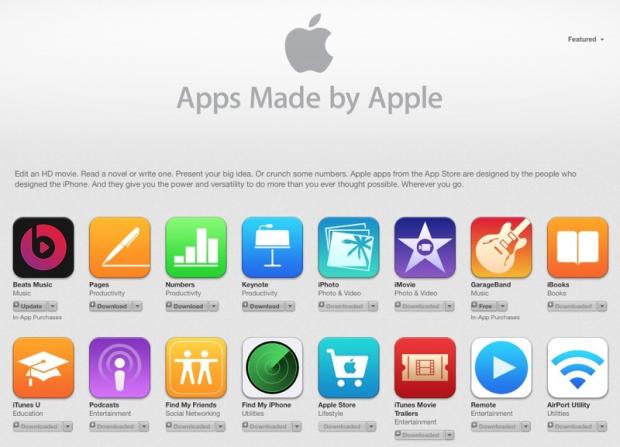 Featured
Apps Made by Apple
Edit an HD movie. Read a novel or write one. Present your big idea. Or crunch some numbers. Apple apps from the App Store are designed by the people who
designed the iPhone. And they give you the power and versatility to do more than you ever thought possible. Wherever you go.
Beats Music Pages Numbers Keynote iPhoto iMovie GarageBand iBooks
Music Productivity Productivity Productivity Photo & Video Photo & Video Music Books
Update Download Download Download Downloaded Downloaded Free Downloaded
In-App Purchases In-App Purchases
iTunes U Podcasts Find My Friends Find My iPhone Apple Store iTunes Movie Remote AirPort Utility
Trailers
Education Entertainment Social Networking Utilities Lifestyle Entertainment Entertainment Utilities
Downloaded Downloaded Downloaded Downloaded Downloaded Downloaded Downloaded Downloaded